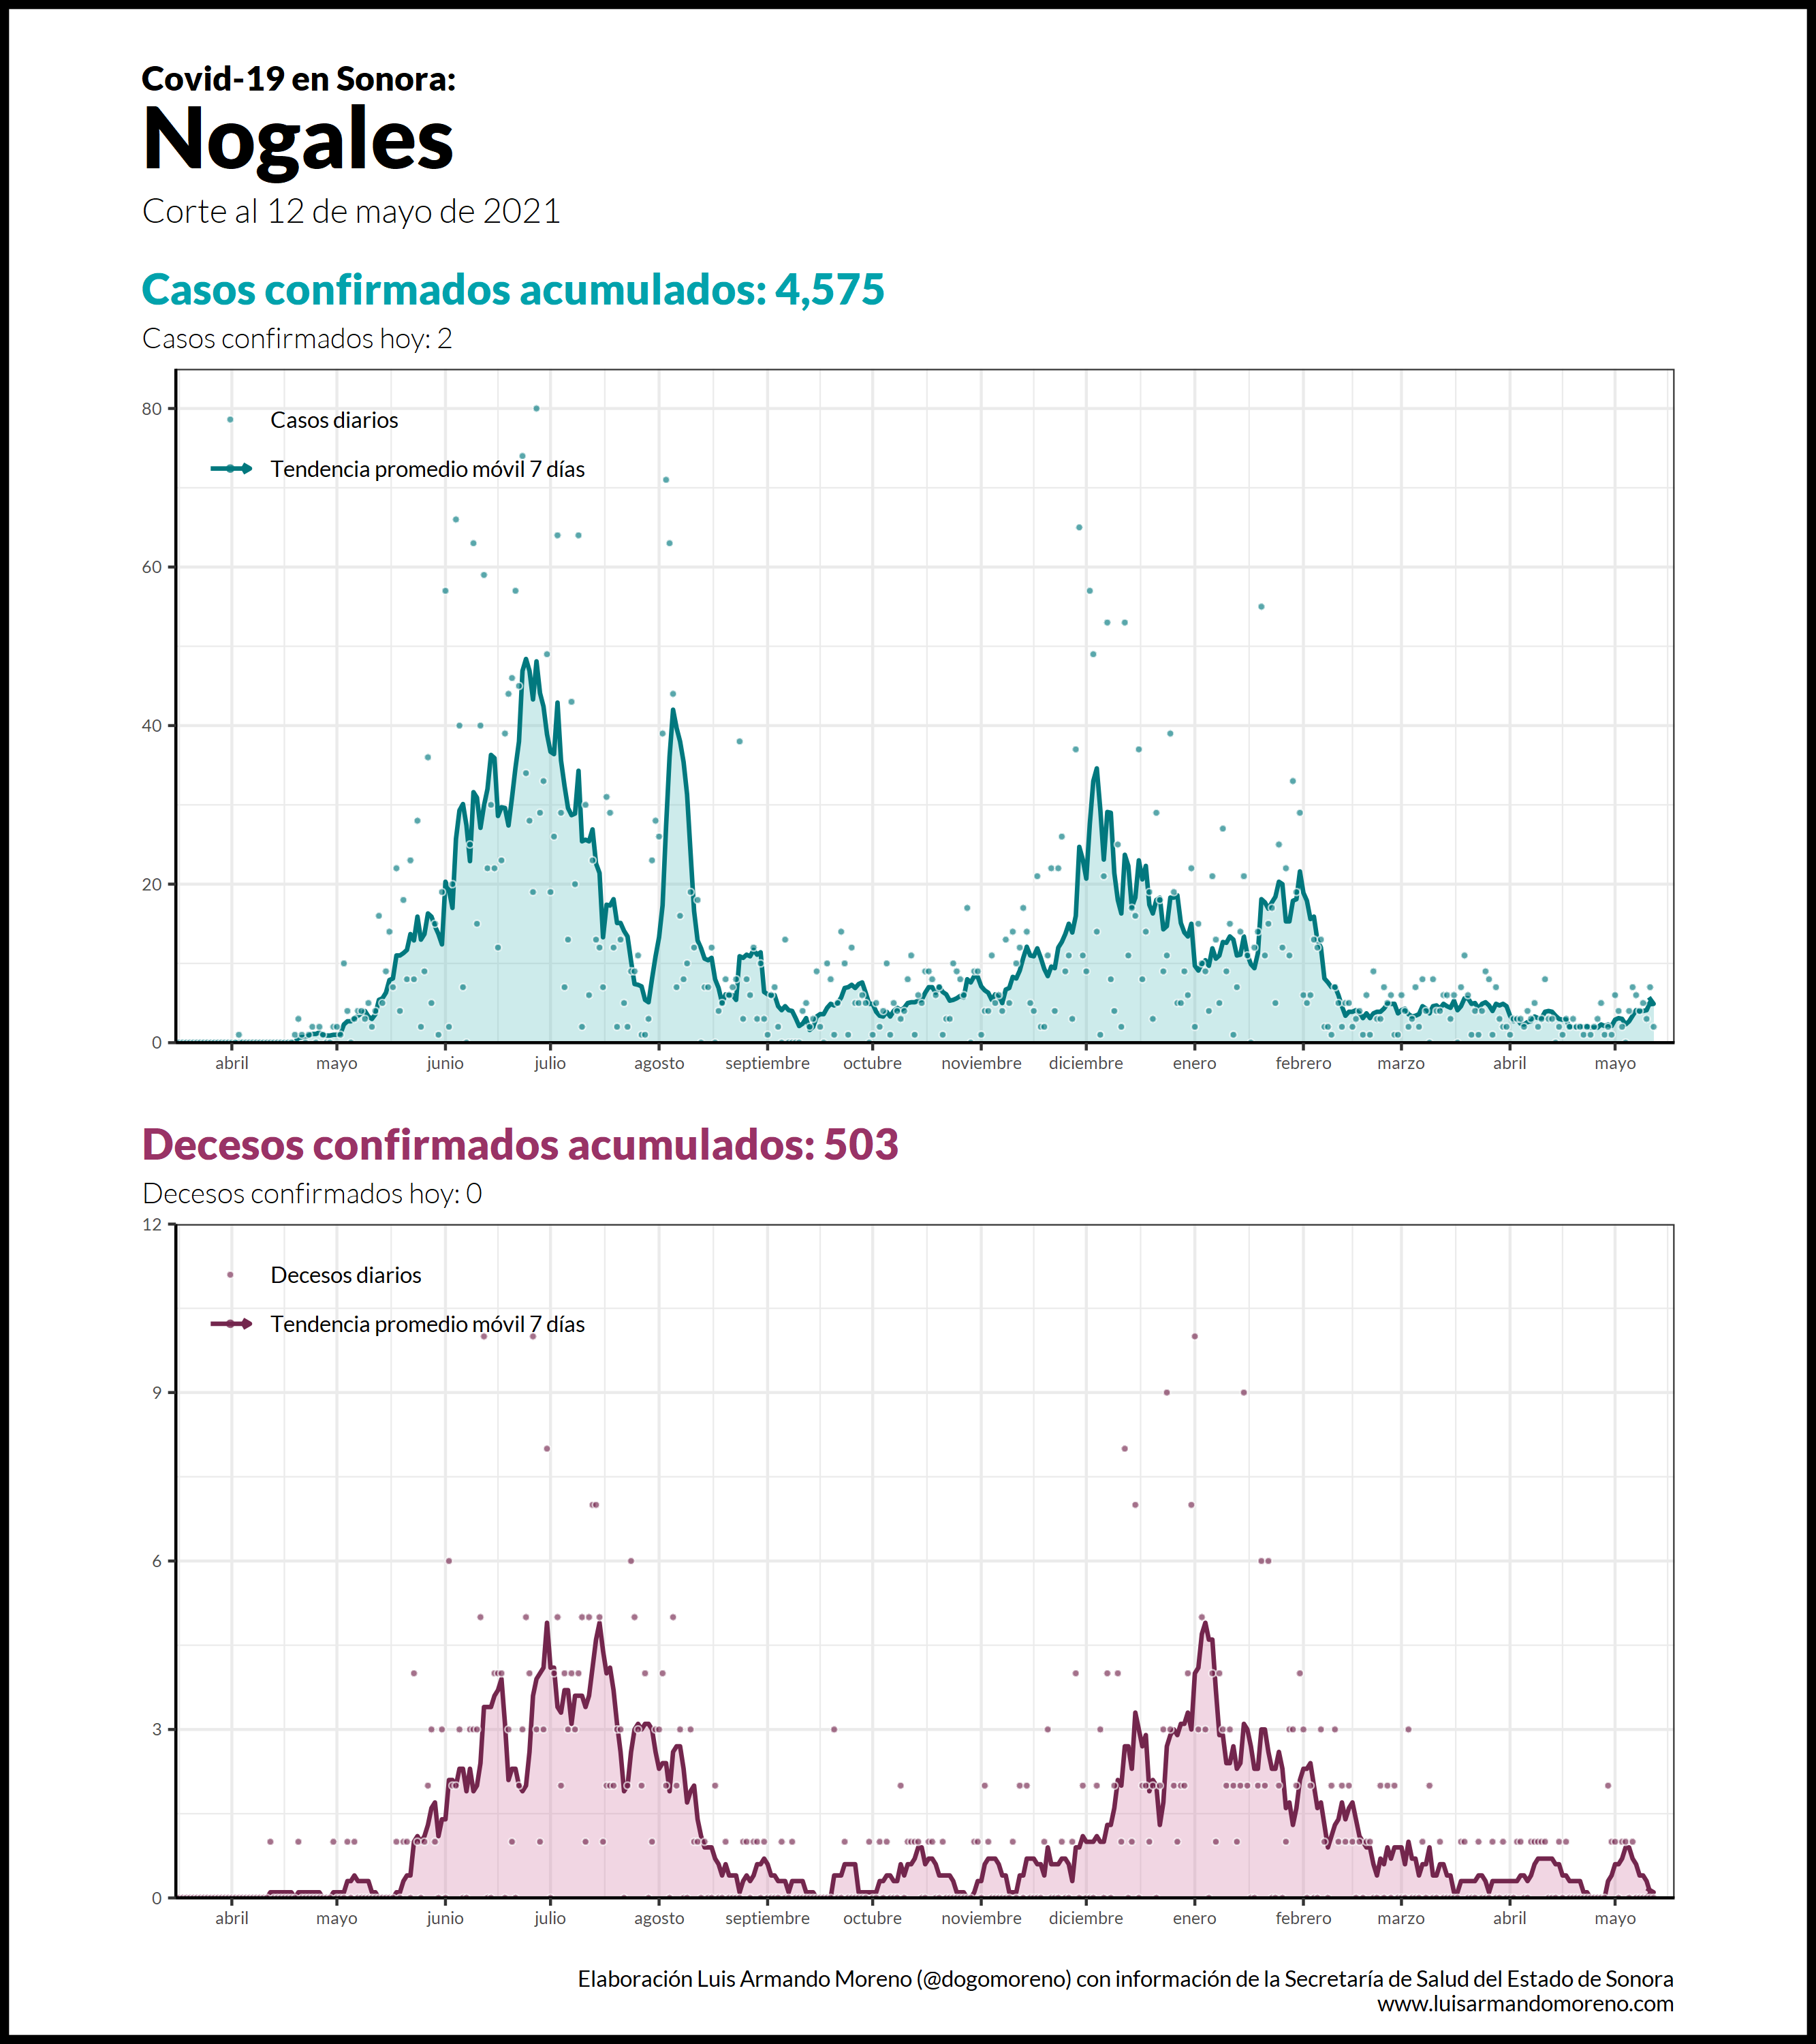 Covid-19 en Sonora:
Nogales
Corte al 12 de mayo de 2021
Casos confirmados acumulados: 4,575
Casos confirmados hoy: 2
80
60
40
20
0
Casos diarios
Tendencia promedio móvil 7 días
abril mayo junio julio agosto septiembre octubre noviembre diciembre enero febrero marzo abril mayo
Decesos confirmados acumulados: 503
Decesos confirmados hoy: 0
12
9
6
3
0
Decesos diarios
Tendencia promedio móvil 7 días
abril mayo junio julio agosto septiembre octubre noviembre diciembre enero febrero marzo abril mayo
Elaboración Luis Armando Moreno (@dogomoreno) con información de la Secretaría de Salud del Estado de Sonora
www.luisarmandomoreno.com